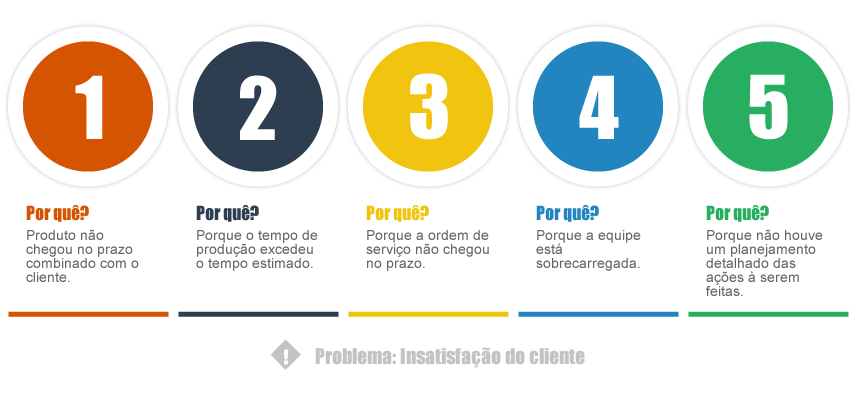 1
2
3
4
5
Por quê?
Produto não
chegou no prazo
combinado com o
cliente.
Por quê?
Porque o tempo de
produção excedeu
o tempo estimado.
Por quê?
Porque a ordem de
serviço não chegou
no prazo.
Por quê?
Porque a equipe
está
sobrecarregada.
Por quê?
Porque não houve
um planejamento
detalhado das
ações à serem
feitas.
! Problema: Insatisfação do cliente